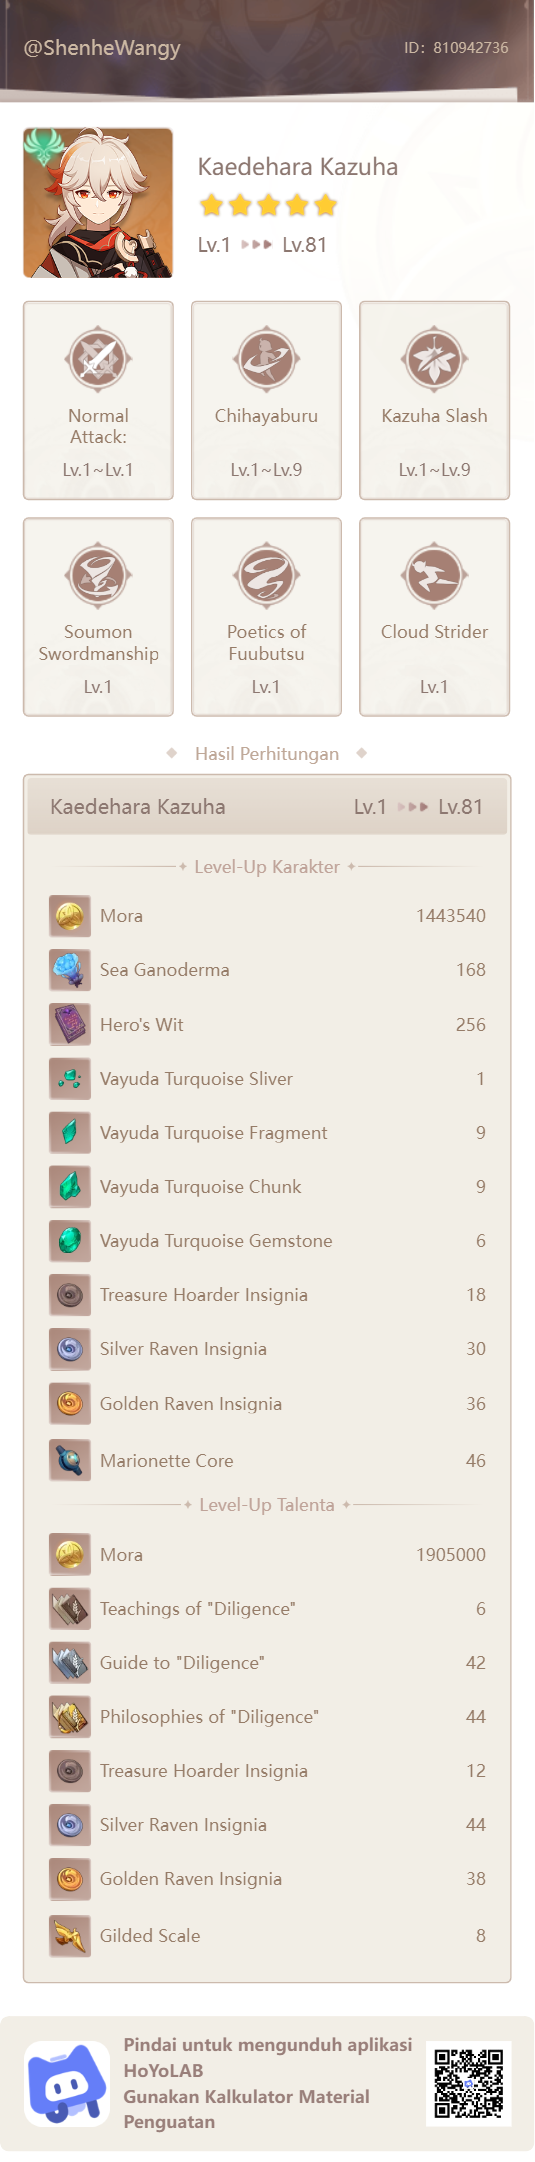 @ShenheWangy
ID: 810942736
Kaedehara Kazuha
Lv.1 Lv.81
Normal
Attack:
Lv.1~Lv.1
Chihayaburu
Lv.1~Lv.9
Kazuha Slash
Lv.1~Lv.9
Soumon
Swordmanship
Lv.1
Poetics of
Fuubutsu
Lv.1
Cloud Strider
Lv.1
Hasil Perhitungan
Kaedehara Kazuha Lv.1 Lv.81
Level-Up Karakter
Mora 1443540
Sea Ganoderma 168
Hero's Wit 256
Vayuda Turquoise Sliver 1
Vayuda Turquoise Fragment 9
Vayuda Turquoise Chunk 9
Vayuda Turquoise Gemstone 6
Treasure Hoarder Insignia 18
Silver Raven Insignia 30
Golden Raven Insignia 36
Marionette Core 46
Level-Up Talenta
Mora 1905000
Teachings of "Diligence" 6
Guide to "Diligence" 42
Philosophies of "Diligence" 44
Treasure Hoarder Insignia 12
Silver Raven Insignia 44
Golden Raven Insignia 38
Gilded Scale 8
Pindai untuk mengunduh aplikasi
HoYoLAB
Gunakan Kalkulator Material
Penguatan